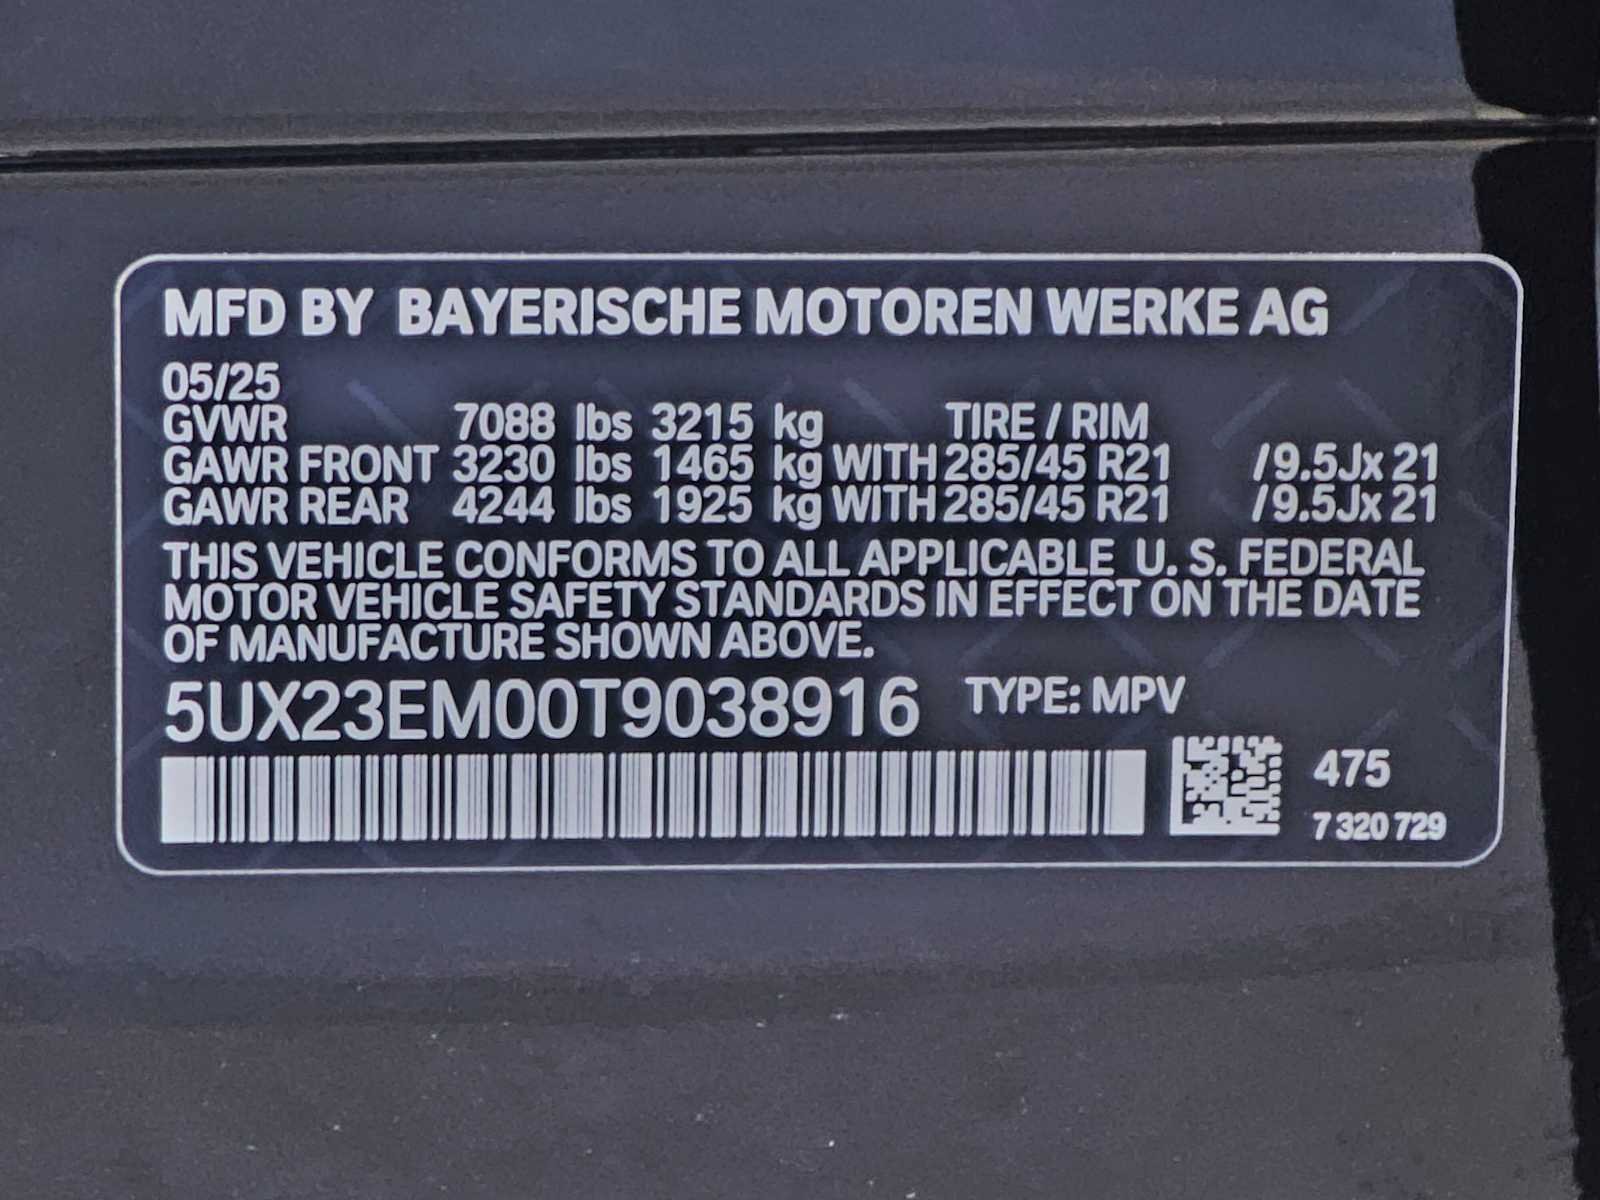 MFD BY BAYERISCHE MOTOREN WERKE AG
05/25
GVWR 7088 lbs 3215 kg TIRE / RIM
GAWR FRONT 3230 lbs 1465 kg WITH 285/45 R21 /9.5Jx 21
GAWR REAR 4244 lbs 1925 kg WITH 285/45 R21 /9.5Jx 21
THIS VEHICLE CONFORMS TO ALL APPLICABLE U. S. FEDERAL
MOTOR VEHICLE SAFETY STANDARDS IN EFFECT ON THE DATE
OF MANUFACTURE SHOWN ABOVE.
5UX23EM00T9038916 TYPE: MPV
475
7 320 729